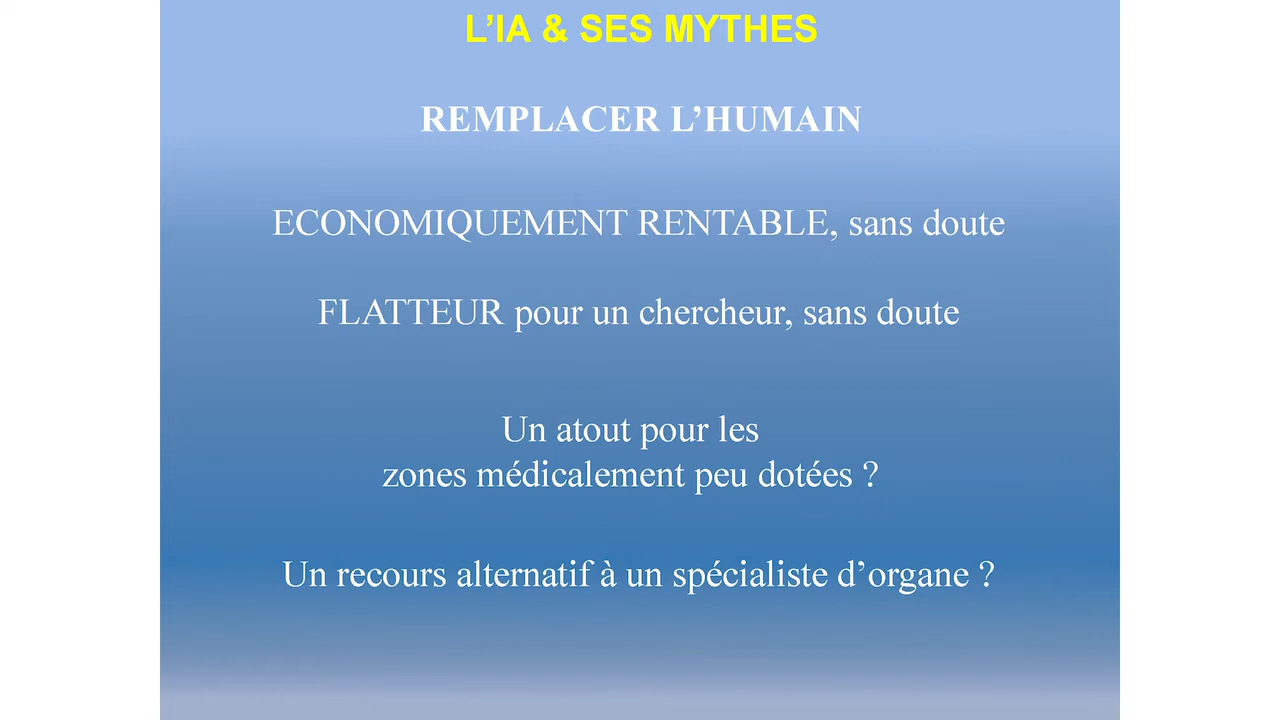 L’IA & SES MYTHES
REMPLACER L’HUMAIN
ECONOMIQUEMENT RENTABLE, sans doute
FLATTEUR pour un chercheur, sans doute
Un atout pour les
zones médicalement peu dotées ?
Un recours alternatif à un spécialiste d’organe ?